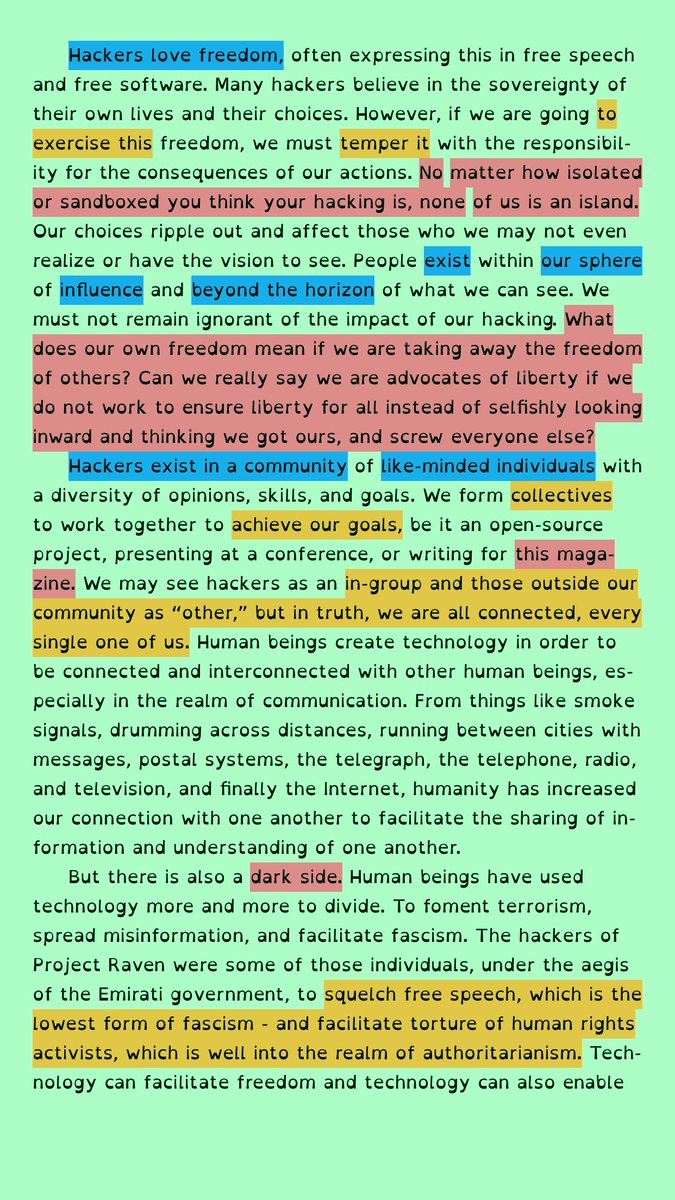 Hackers love freedom, often expressing this in free speech
and free software. Many hackers believe in the sovereignty of
their own lives and their choices. However, if we are going to
exercise this freedom, we must temper it with the responsibil-
ity for the consequences of our actions. No matter how isolated
or sandboxed you think your hacking is, none of us is an island.
Our choices ripple out and affect those who we may not even
realize or have the vision to see. People exist within our sphere
of influence and beyond the horizon of what we can see. We
must not remain ignorant of the impact of our hacking. What
does our own freedom mean if we are taking away the freedom
of others? Can we really say we are advocates of liberty if we
do not work to ensure liberty for all instead of selfishly looking
inward and thinking we got ours, and screw everyone else?
Hackers exist in a community of like-minded individuals with
a diversity of opinions, skills, and goals. We form collectives
to work together to achieve our goals, be it an open-source
project, presenting at a conference, or writing for this maga-
zine. We may see hackers as an in-group and those outside our
community as “other,” but in truth, we are all connected, every
single one of us. Human beings create technology in order to
be connected and interconnected with other human beings, es-
pecially in the realm of communication. From things like smoke
signals, drumming across distances, running between cities with
messages, postal systems, the telegraph, the telephone, radio,
and television, and finally the Internet, humanity has increased
our connection with one another to facilitate the sharing of in-
formation and understanding of one another.
But there is also a dark side. Human beings have used
technology more and more to divide. To foment terrorism,
spread misinformation, and facilitate fascism. The hackers of
Project Raven were some of those individuals, under the aegis
of the Emirati government, to squelch free speech, which is the
lowest form of fascism - and facilitate torture of human rights
activists, which is well into the realm of authoritarianism. Tech-
nology can facilitate freedom and technology can also enable